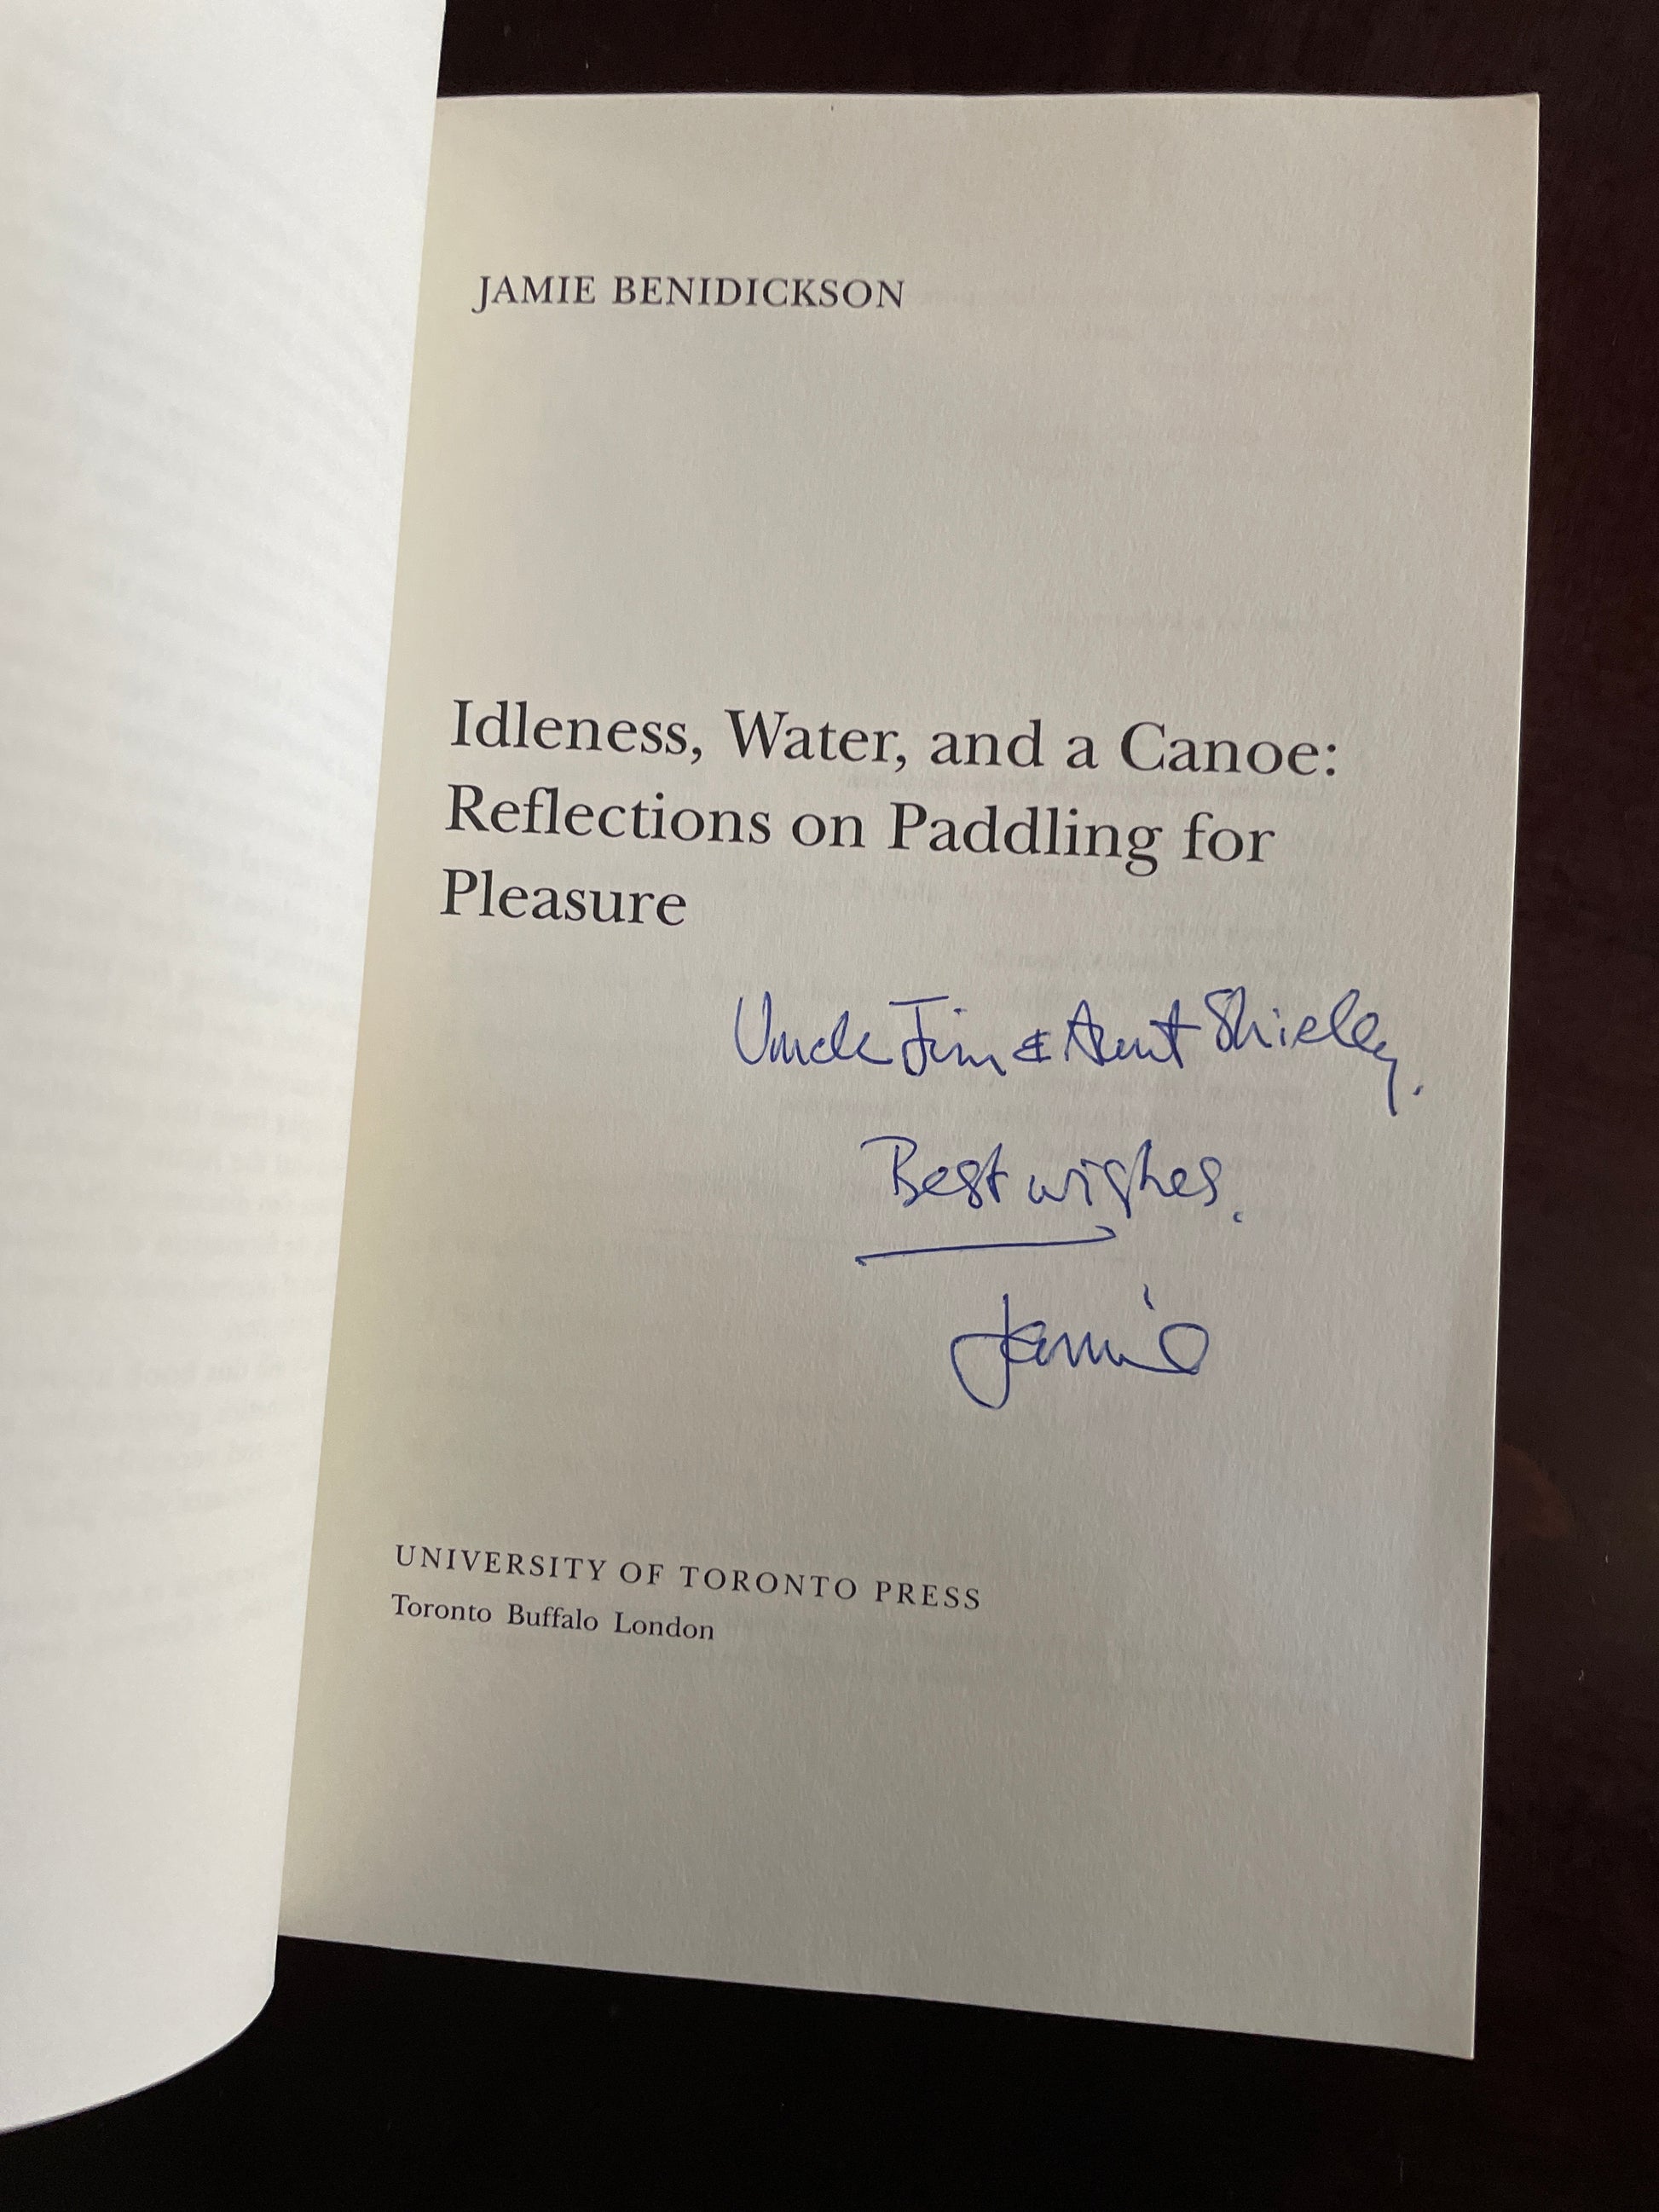 JAMIE BENIDICKSON
Idleness, Water, and a Canoe:
Reflections on Paddling for
Pleasure
Uncle Jim & Aunt Shirley.
Best wishes.
Jamie
UNIVERSITY OF TORONTO PRESS
Toronto Buffalo London